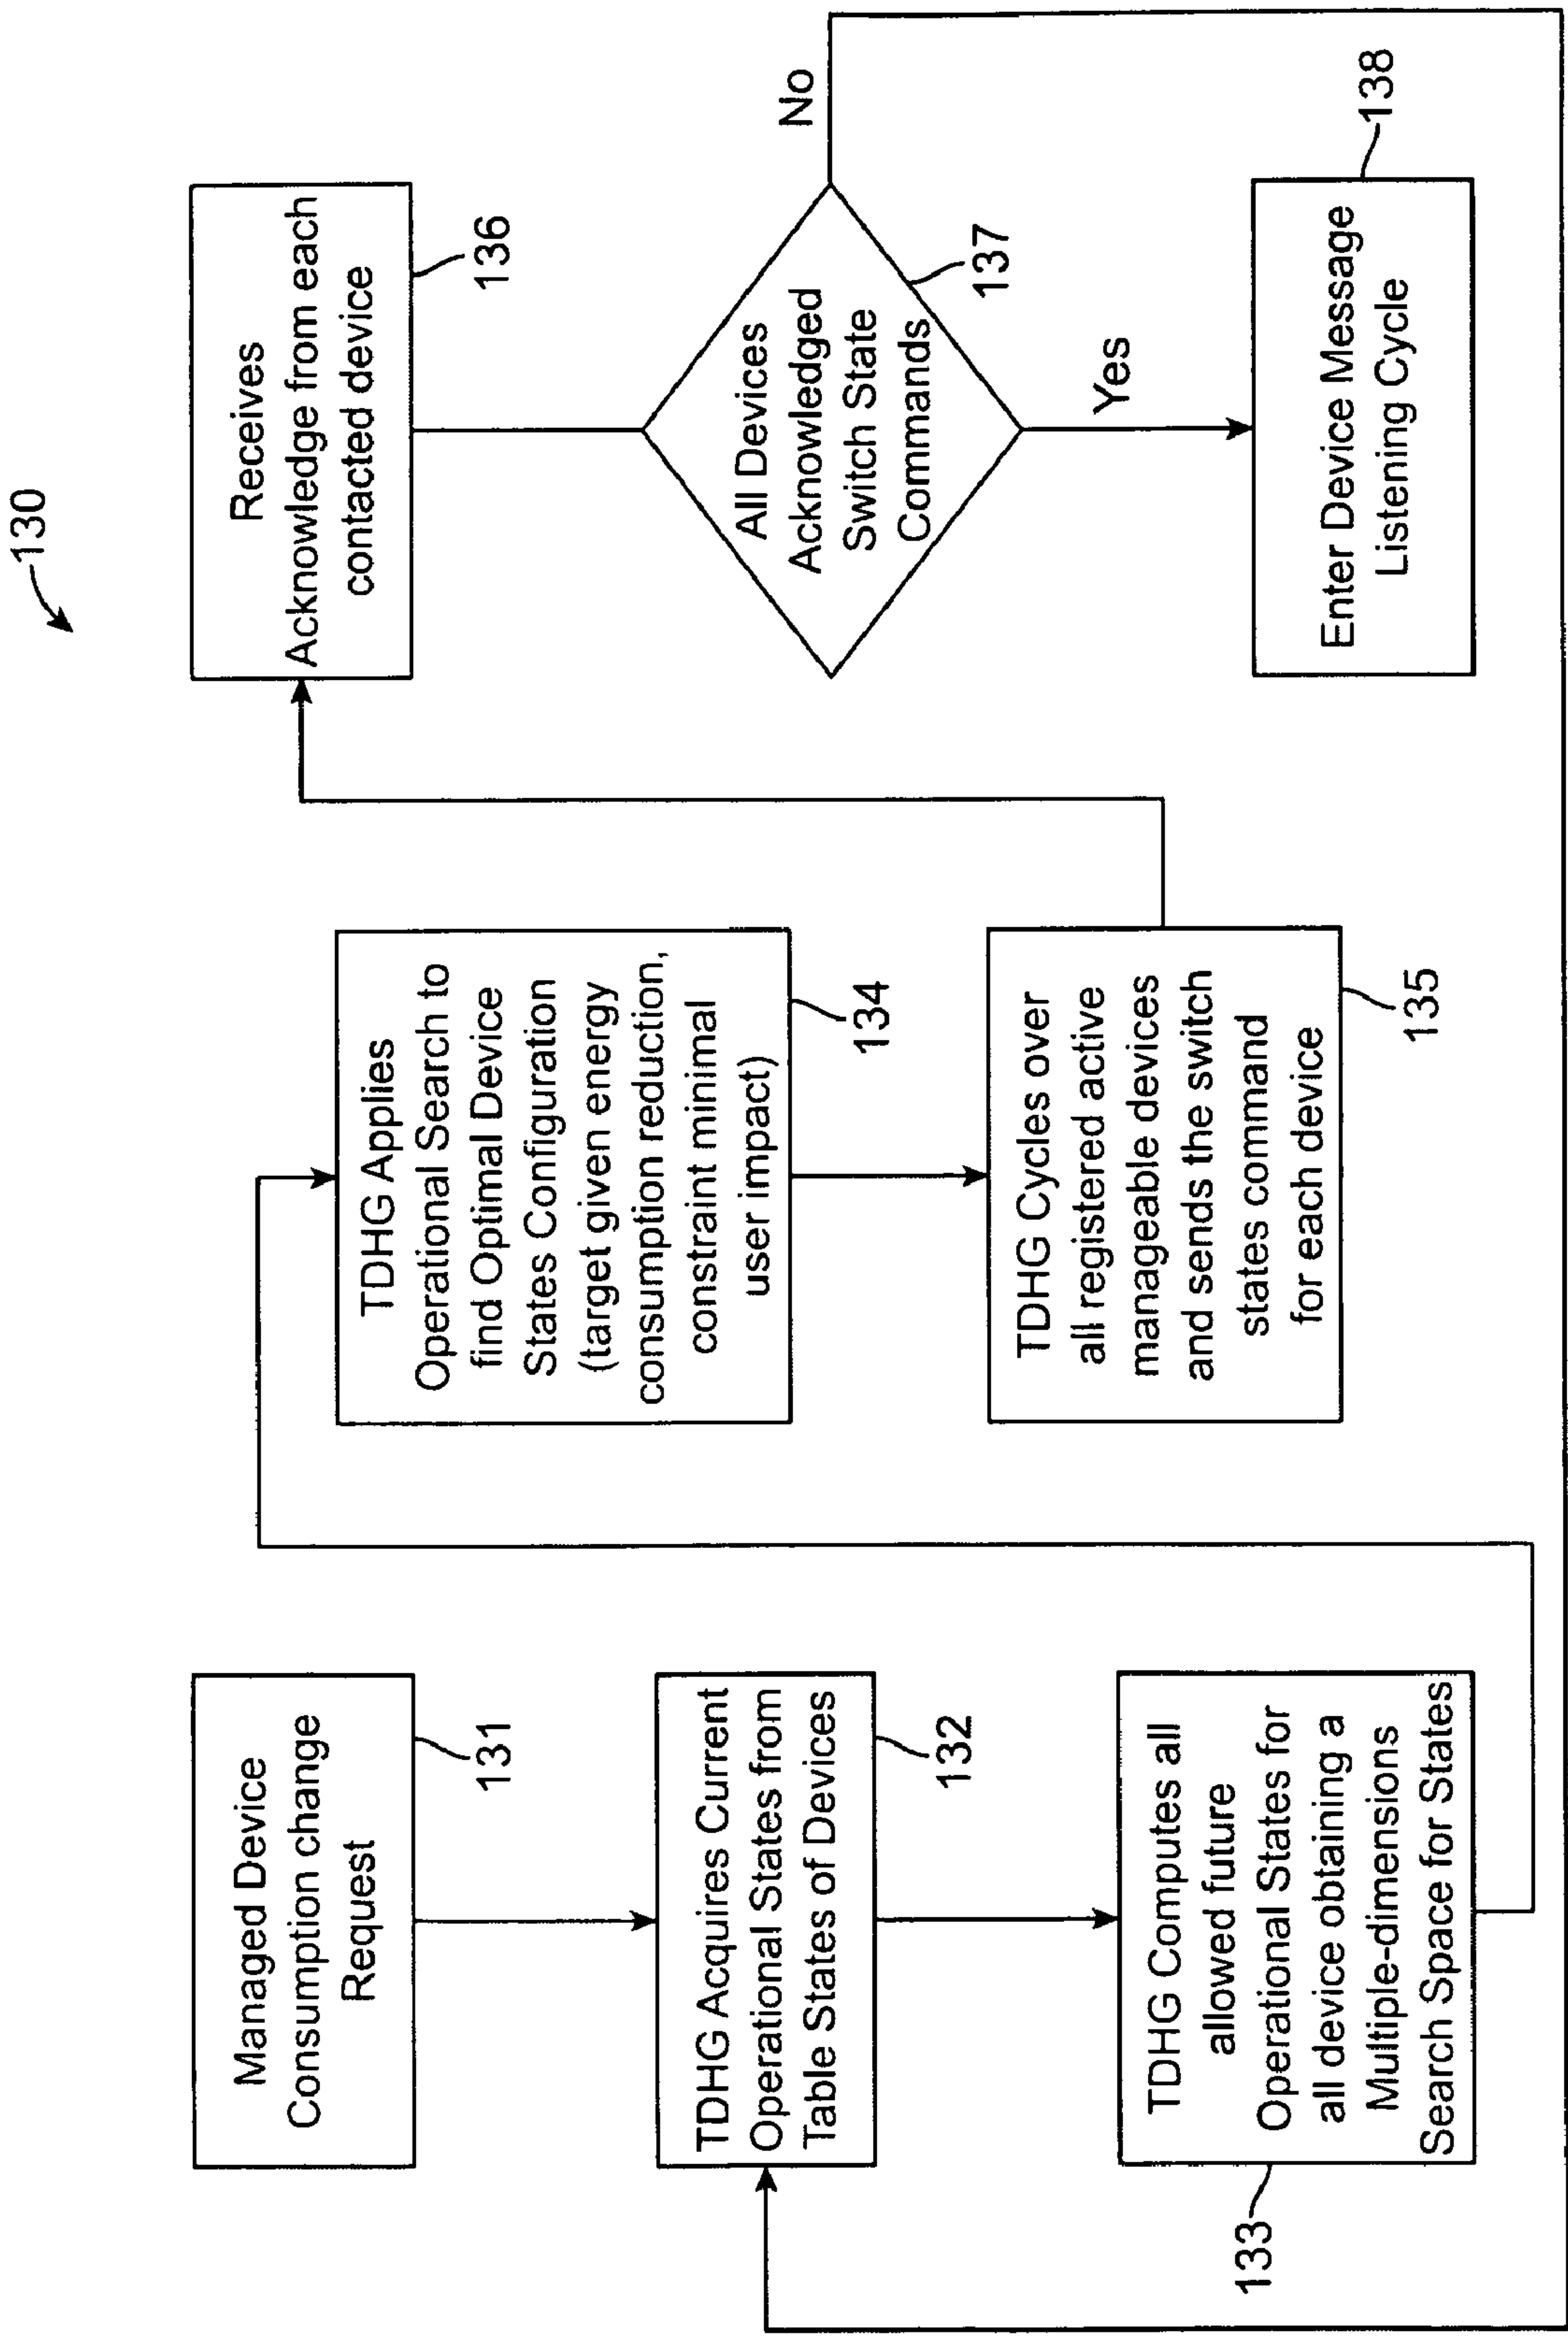 130
Managed Device
Consumption change
Request
131
TDHG Acquires Current
Operational States from
Table States of Devices
132
TDHG Computes all
allowed future
Operational States for
all device obtaining a
Multiple-dimensions
Search Space for States
133
TDHG Applies
Operational Search to
find Optimal Device
States Configuration
(target given energy
consumption reduction,
constraint minimal
user impact)
134
TDHG Cycles over
all registered active
manageable devices
and sends the switch
states command
for each device
135
Receives
Acknowledge from each
contacted device
136
All Devices
Acknowledged
Switch State
Commands
137
No
Yes
Enter Device Message
Listening Cycle
138